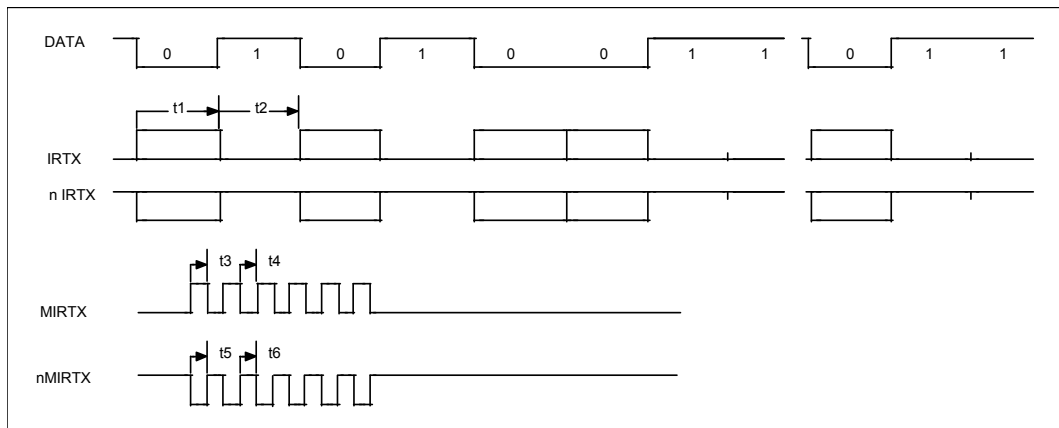 DATA
0 1 0 1 0 0 1 1 0 1 1
t1 t2
IRTX
n IRTX
t3 t4
MIRTX
t5 t6
nMIRTX